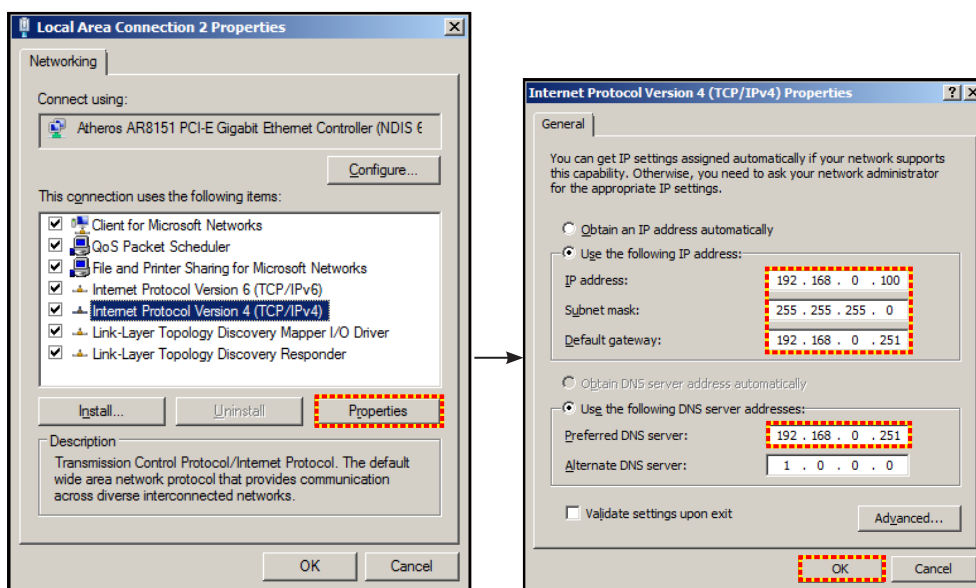 Local Area Connection 2 Properties
Networking
Connect using:
Atheros AR8151 PCI-E Gigabit Ethernet Controller (NDIS 6
Configure...
This connection uses the following items:
Client for Microsoft Networks
QoS Packet Scheduler
File and Printer Sharing for Microsoft Networks
Internet Protocol Version 6 (TCP/IPv6)
Internet Protocol Version 4 (TCP/IPv4)
Link-Layer Topology Discovery Mapper I/O Driver
Link-Layer Topology Discovery Responder
Install...
Uninstall
Properties
Description
Transmission Control Protocol/Internet Protocol. The default
wide area network protocol that provides communication
across diverse interconnected networks.
OK
Cancel
Internet Protocol Version 4 (TCP/IPv4) Properties
General
You can get IP settings assigned automatically if your network supports
this capability. Otherwise, you need to ask your network administrator
for the appropriate IP settings.
Obtain an IP address automatically
Use the following IP address:
IP address: 192 . 168 . 0 . 100
Subnet mask: 255 . 255 . 255 . 0
Default gateway: 192 . 168 . 0 . 251
Obtain DNS server address automatically
Use the following DNS server addresses:
Preferred DNS server: 192 . 168 . 0 . 251
Alternate DNS server: 1 . 0 . 0 . 0
Validate settings upon exit
Advanced...
OK
Cancel